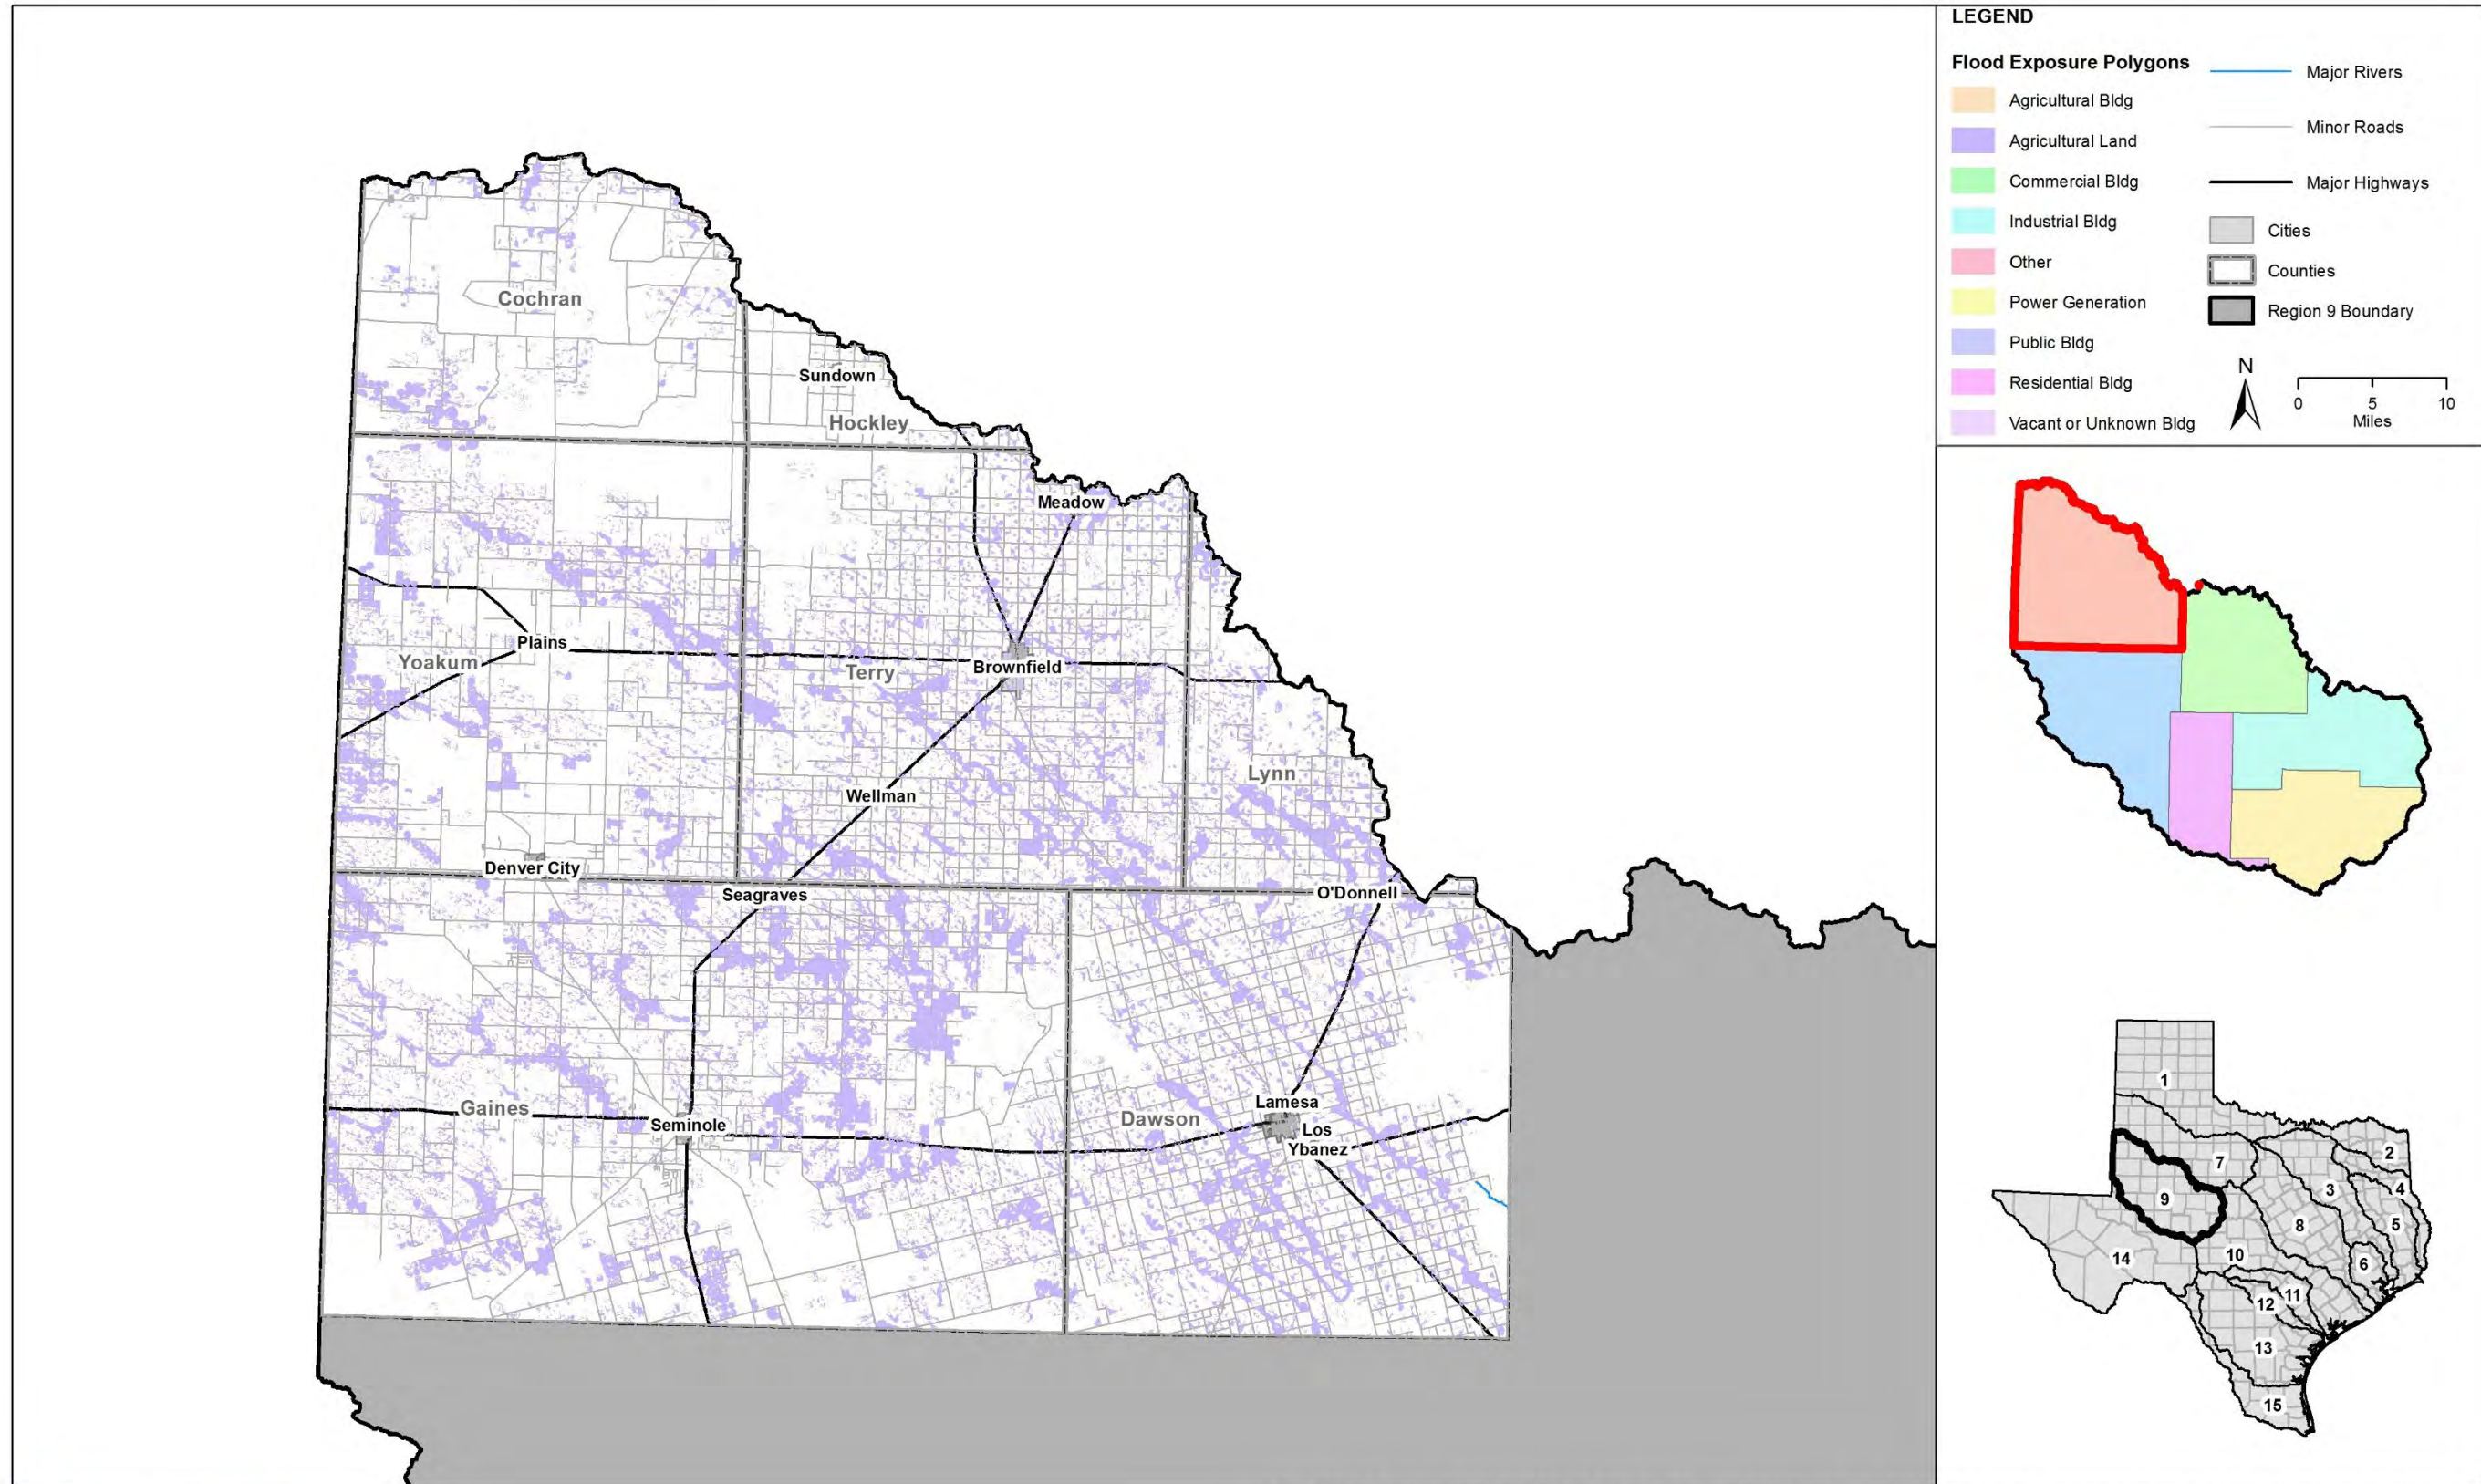 LEGEND
Flood Exposure Polygons
Agricultural Bldg
Agricultural Land
Commercial Bldg
Industrial Bldg
Other
Power Generation
Public Bldg
Residential Bldg
Vacant or Unknown Bldg
Major Rivers
Minor Roads
Major Highways
Cities
Counties
Region 9 Boundary
N
0 5 10
Miles
Cochran
Sundown
Hockley
Meadow
Plains
Yoakum
Terry
Brownfield
Lynn
Wellman
Denver City
Seagraves
O'Donnell
Gaines
Seminole
Dawson
Lamesa
Los
Ybanez
1
2
7
3
4
9
8
5
10
14
6
11
12
13
15